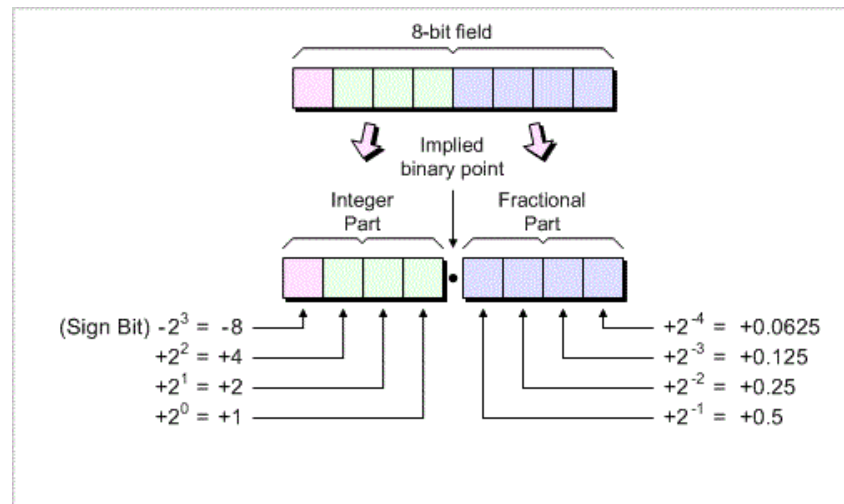 8-bit field
Implied
binary point
Integer
Part
Fractional
Part
(Sign Bit) -2³ = -8
+2² = +4
+2¹ = +2
+2⁰ = +1
+2⁻⁴ = +0.0625
+2⁻³ = +0.125
+2⁻² = +0.25
+2⁻¹ = +0.5